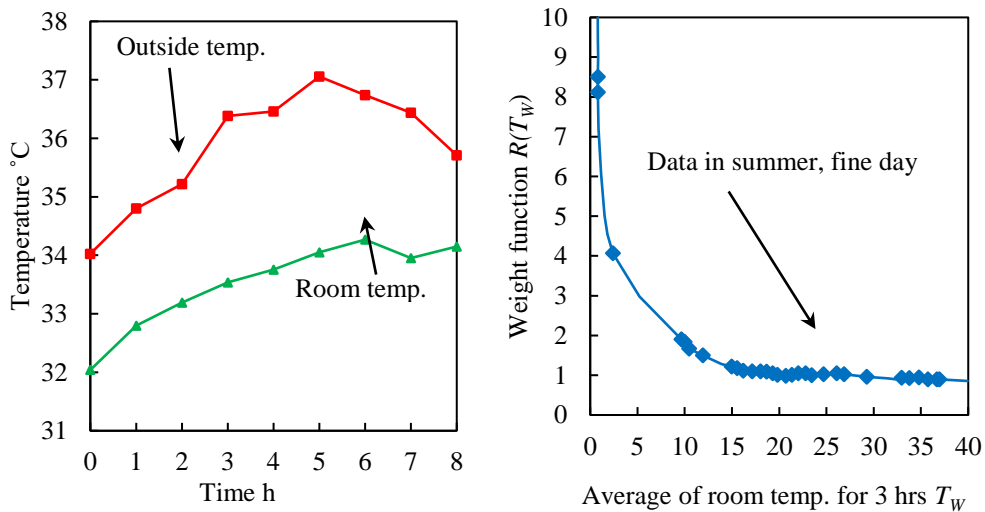 38
37
36
35
34
33
32
31
Temperature ˚C
Outside temp.
Room temp.
0 1 2 3 4 5 6 7 8
Time h
10
9
8
7
6
5
4
3
2
1
0
Weight function R(T_W)
Data in summer, fine day
0 5 10 15 20 25 30 35 40
Average of room temp. for 3 hrs T_W